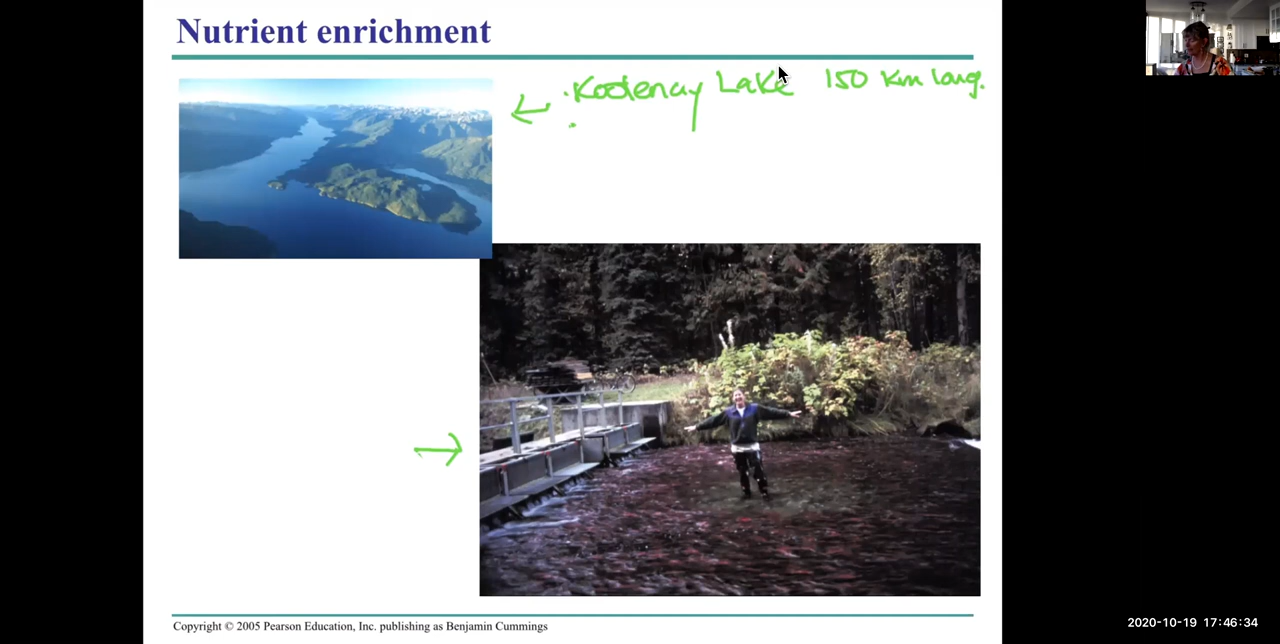 Nutrient enrichment
← · Kootenay Lake 150 Km long.
→
Copyright © 2005 Pearson Education, Inc. publishing as Benjamin Cummings
2020-10-19 17:46:34